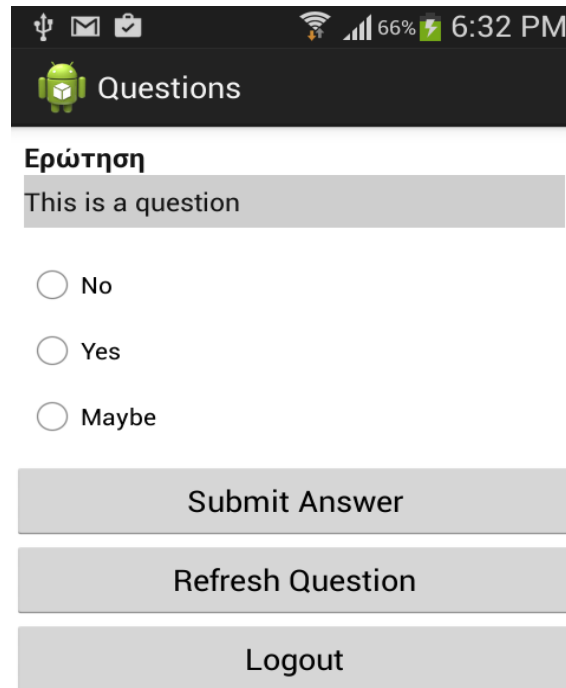 66% 6:32 PM
Questions
Ερώτηση
This is a question
No
Yes
Maybe
Submit Answer
Refresh Question
Logout